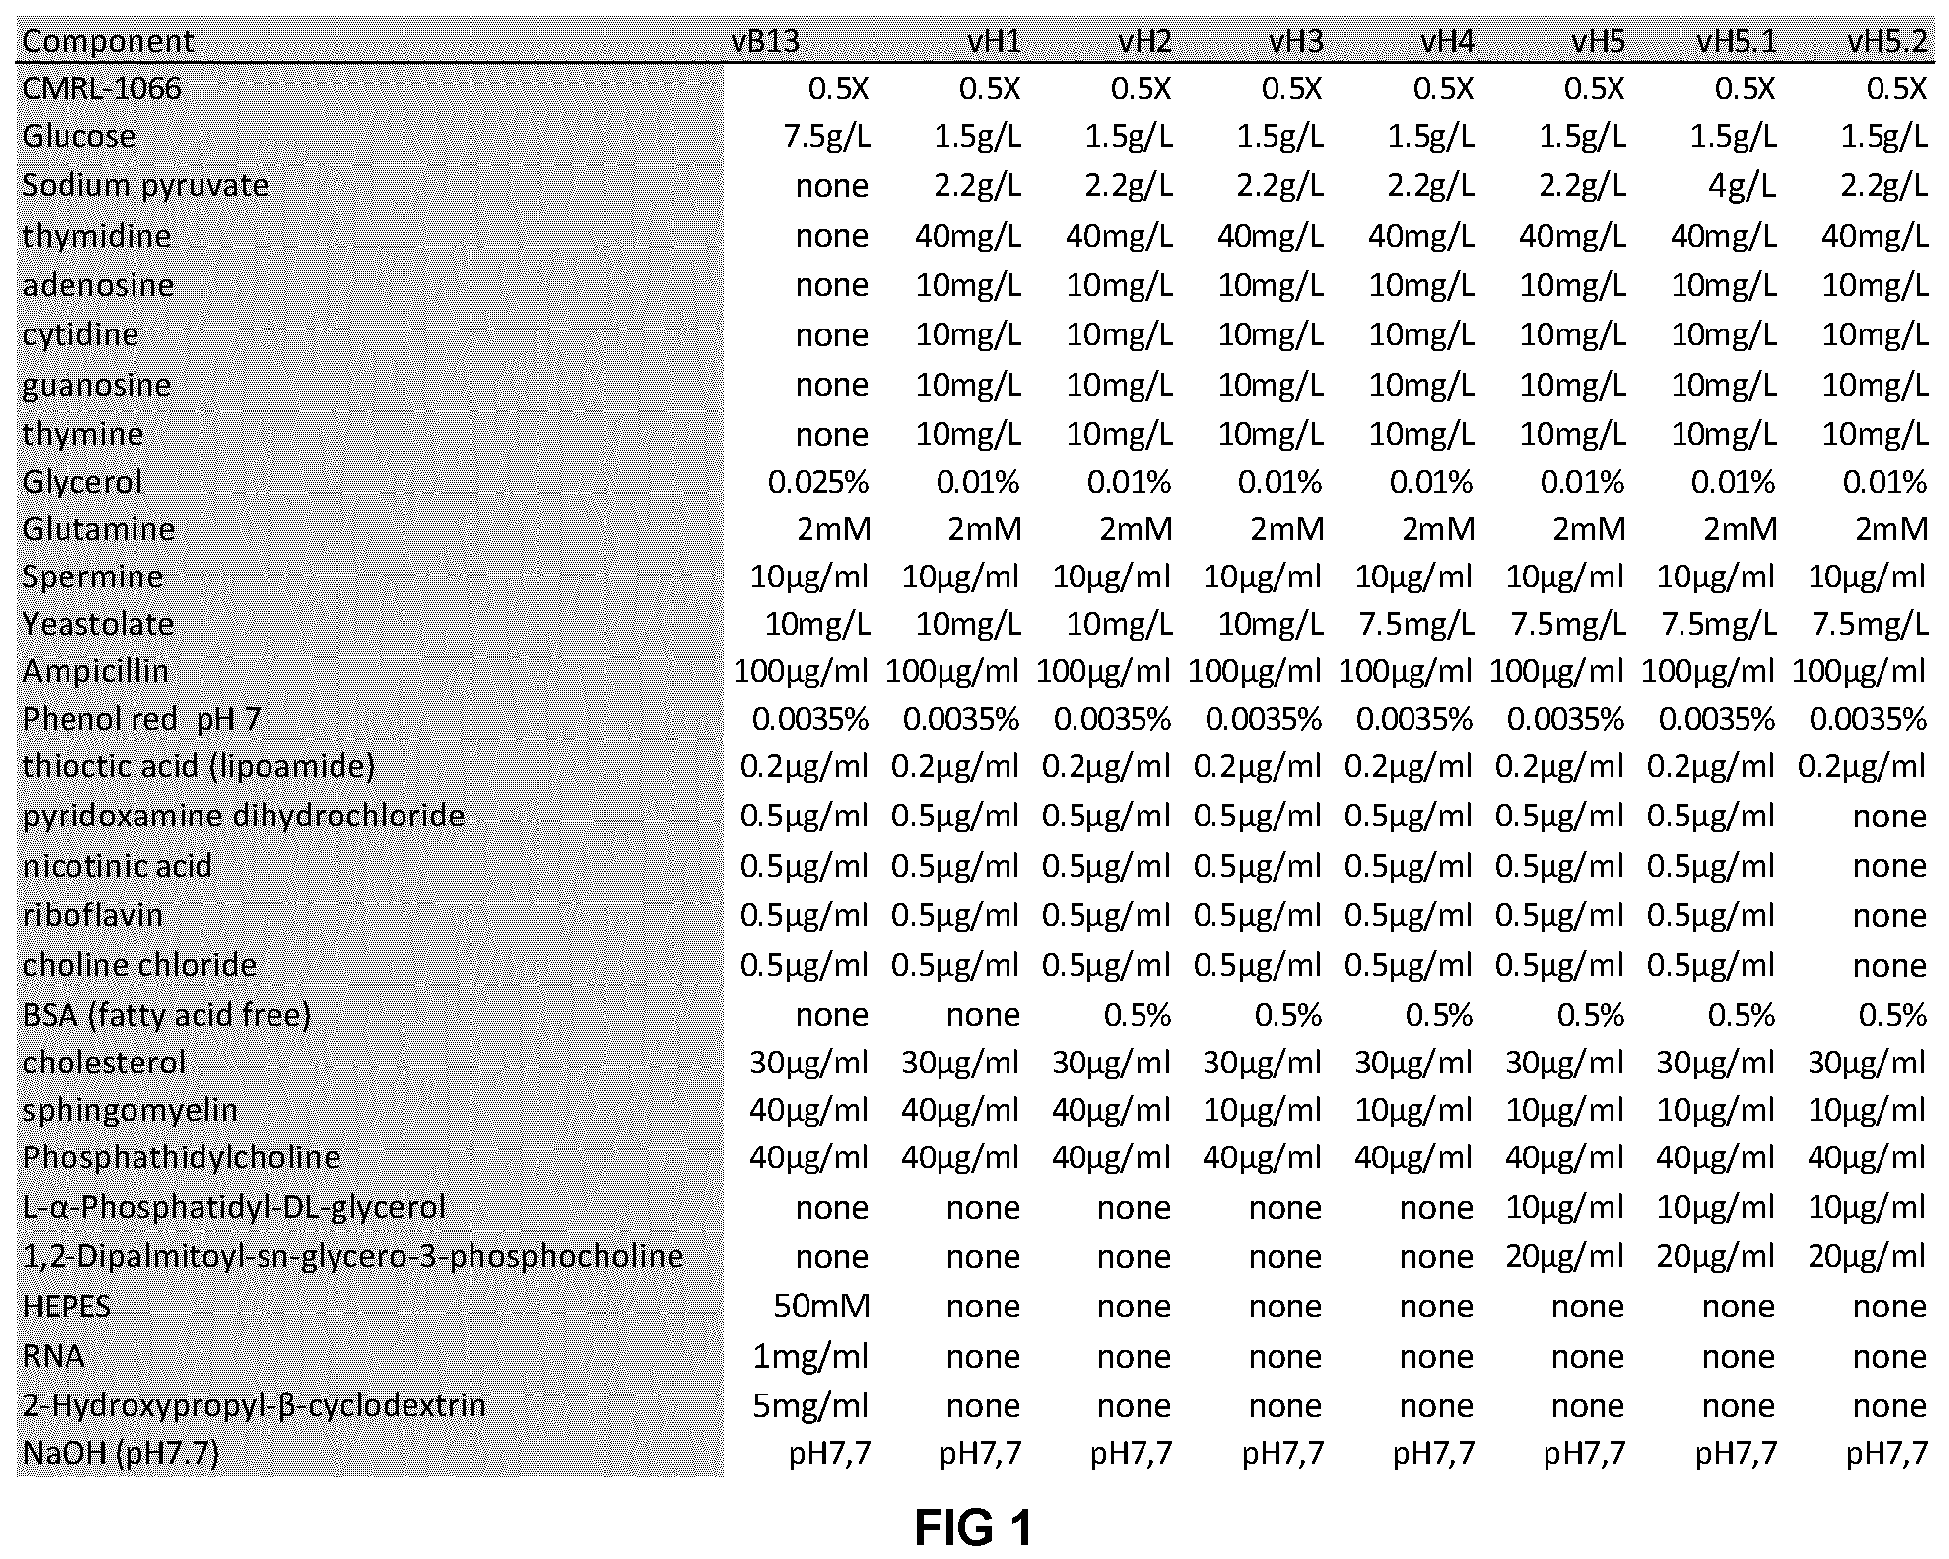 Component vB13 vH1 vH2 vH3 vH4 vH5 vH5.1 vH5.2
CMRL-1066 0.5X 0.5X 0.5X 0.5X 0.5X 0.5X 0.5X 0.5X
Glucose 7.5g/L 1.5g/L 1.5g/L 1.5g/L 1.5g/L 1.5g/L 1.5g/L 1.5g/L
Sodium pyruvate none 2.2g/L 2.2g/L 2.2g/L 2.2g/L 2.2g/L 4g/L 2.2g/L
thymidine none 40mg/L 40mg/L 40mg/L 40mg/L 40mg/L 40mg/L 40mg/L
adenosine none 10mg/L 10mg/L 10mg/L 10mg/L 10mg/L 10mg/L 10mg/L
cytidine none 10mg/L 10mg/L 10mg/L 10mg/L 10mg/L 10mg/L 10mg/L
guanosine none 10mg/L 10mg/L 10mg/L 10mg/L 10mg/L 10mg/L 10mg/L
thymine none 10mg/L 10mg/L 10mg/L 10mg/L 10mg/L 10mg/L 10mg/L
Glycerol 0.025% 0.01% 0.01% 0.01% 0.01% 0.01% 0.01% 0.01%
Glutamine 2mM 2mM 2mM 2mM 2mM 2mM 2mM 2mM
Spermine 10µg/ml 10µg/ml 10µg/ml 10µg/ml 10µg/ml 10µg/ml 10µg/ml 10µg/ml
Yeastolate 10mg/L 10mg/L 10mg/L 10mg/L 7.5mg/L 7.5mg/L 7.5mg/L 7.5mg/L
Ampicillin 100µg/ml 100µg/ml 100µg/ml 100µg/ml 100µg/ml 100µg/ml 100µg/ml 100µg/ml
Phenol red pH 7 0.0035% 0.0035% 0.0035% 0.0035% 0.0035% 0.0035% 0.0035% 0.0035%
thioctic acid (lipoamide) 0.2µg/ml 0.2µg/ml 0.2µg/ml 0.2µg/ml 0.2µg/ml 0.2µg/ml 0.2µg/ml 0.2µg/ml
pyridoxamine dihydrochloride 0.5µg/ml 0.5µg/ml 0.5µg/ml 0.5µg/ml 0.5µg/ml 0.5µg/ml 0.5µg/ml none
nicotinic acid 0.5µg/ml 0.5µg/ml 0.5µg/ml 0.5µg/ml 0.5µg/ml 0.5µg/ml 0.5µg/ml none
riboflavin 0.5µg/ml 0.5µg/ml 0.5µg/ml 0.5µg/ml 0.5µg/ml 0.5µg/ml 0.5µg/ml none
choline chloride 0.5µg/ml 0.5µg/ml 0.5µg/ml 0.5µg/ml 0.5µg/ml 0.5µg/ml 0.5µg/ml none
BSA (fatty acid free) none none 0.5% 0.5% 0.5% 0.5% 0.5% 0.5%
cholesterol 30µg/ml 30µg/ml 30µg/ml 30µg/ml 30µg/ml 30µg/ml 30µg/ml 30µg/ml
sphingomyelin 40µg/ml 40µg/ml 40µg/ml 10µg/ml 10µg/ml 10µg/ml 10µg/ml 10µg/ml
Phosphathidylcholine 40µg/ml 40µg/ml 40µg/ml 40µg/ml 40µg/ml 40µg/ml 40µg/ml 40µg/ml
L-α-Phosphatidyl-DL-glycerol none none none none none 10µg/ml 10µg/ml 10µg/ml
1,2-Dipalmitoyl-sn-glycero-3-phosphocholine none none none none none 20µg/ml 20µg/ml 20µg/ml
HEPES 50mM none none none none none none none
RNA 1mg/ml none none none none none none none
2-Hydroxypropyl-β-cyclodextrin 5mg/ml none none none none none none none
NaOH (pH7.7) pH7,7 pH7,7 pH7,7 pH7,7 pH7,7 pH7,7 pH7,7 pH7,7
FIG 1